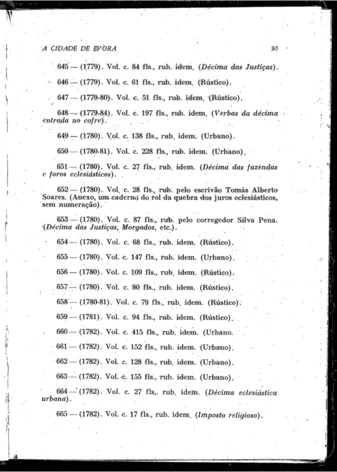 A CIDADE DE ÉVORA 95
645 — (1779). Vol. c. 84 fls., rub. idem. (Décima das Justiças).
646 — (1779). Vol. c. 61 fls., rub. idem. (Rústico).
647 — (1779-80). Vol. c. 51 fls., rub. idem. (Rústico).
648 — (1779-84). Vol. c. 197 fls., rub. idem, (Verbas da décima
entrada no cofre).
649 — (1780). Vol. c. 138 fls., rub. idem. (Urbano).
650 — (1780-81). Vol. c. 228 fls., rub. idem. (Urbano).
651 — (1780). Vol. c. 27 fls., rub. idem. (Décima das fazendas
e foros eclesiásticos).
652 — (1780). Vol. c. 28 fls., rub. pelo escrivão Tomás Alberto
Soares. (Anexo, um caderno do rol da quebra dos juros eclesiásticos,
sem numeração).
653 — (1780). Vol. c. 87 fls., rub. pelo corregedor Silva Pena.
(Décima das Justiças, Morgados, etc.).
654 — (1780). Vol. c. 68 fls., rub. idem. (Rústico).
655 — (1780). Vol. c. 147 fls., rub. idem. (Urbano).
656 — (1780). Vol. c. 109 fls., rub. idem. (Rústico).
657 — (1780). Vol. c. 80 fls., rub. idem. (Rústico).
658 — (1780-81). Vol. c. 79 fls., rub. idem. (Rústico).
659 — (1781). Vol. c. 94 fls., rub. idem. (Rústico).
660 — (1782). Vol. c. 415 fls., rub. idem. (Urbano.
661 — (1782). Vol. c. 152 fls., rub. idem. (Urbano).
662 — (1782). Vol. c. 128 fls., rub. idem. (Urbano).
663 — (1782). Vol. c. 155 fls., rub. idem. (Urbano).
664 — (1782). Vol. c. 27 fls., rub. idem. (Décima eclesiástica
urbana).
665 — (1782). Vol. c. 17 fls., rub. idem. (Imposto religioso).